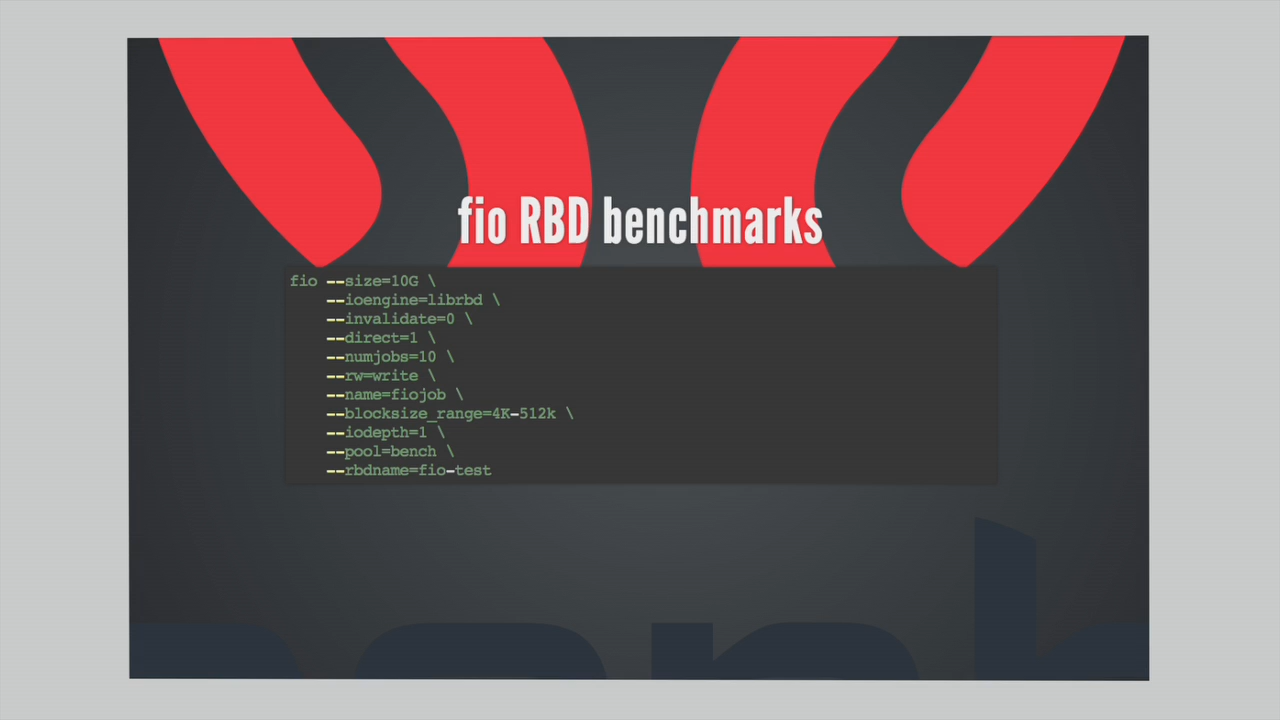 fio RBD benchmarks
fio --size=10G \
--ioengine=librbd \
--invalidate=0 \
--direct=1 \
--numjobs=10 \
--rw=write \
--name=fiojob \
--blocksize_range=4K-512k \
--iodepth=1 \
--pool=bench \
--rbdname=fio-test